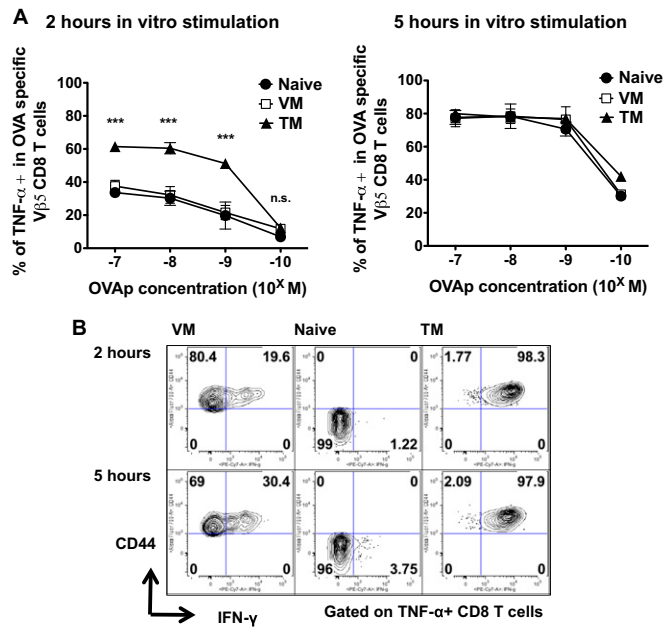 A
2 hours in vitro stimulation
5 hours in vitro stimulation
% of TNF-α + in OVA specific
Vβ5 CD8 T cells
100
80
60
40
20
0
***
***
***
n.s.
Naive
VM
TM
-7
-8
-9
-10
OVAp concentration (10^X M)
% of TNF-α + in OVA specific
Vβ5 CD8 T cells
100
80
60
40
20
0
Naive
VM
TM
-7
-8
-9
-10
OVAp concentration (10^X M)
B
VM
Naive
TM
2 hours
80.4
19.6
0
0
0
0
99
1.22
1.77
98.3
0
0
5 hours
69
30.4
0
0
0
0
96
3.75
2.09
97.9
0
0
CD44
IFN-γ
Gated on TNF-α+ CD8 T cells